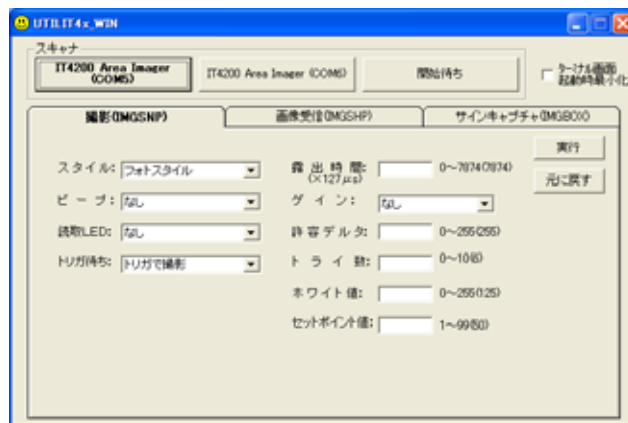 UTILIT4x_WIN
スキャナ
IT4200 Area Imager (COM5)
IT4200 Area Imager (COM6)
開始待ち
ターミナル画面
起動時最小化
撮影(IMGSNP)
画像受信(IMGSHP)
サインキャプチャ(IMGBOX)
実行
元に戻す
スタイル: フォトスタイル
ビープ: なし
読取LED: なし
トリガ待ち: トリガで撮影
露出時間: 0～7874(7874)
(×127μs)
ゲイン: なし
許容デルタ: 0～255(255)
トライ数: 0～10(6)
ホワイト値: 0～255(125)
セットポイント値: 1～99(50)